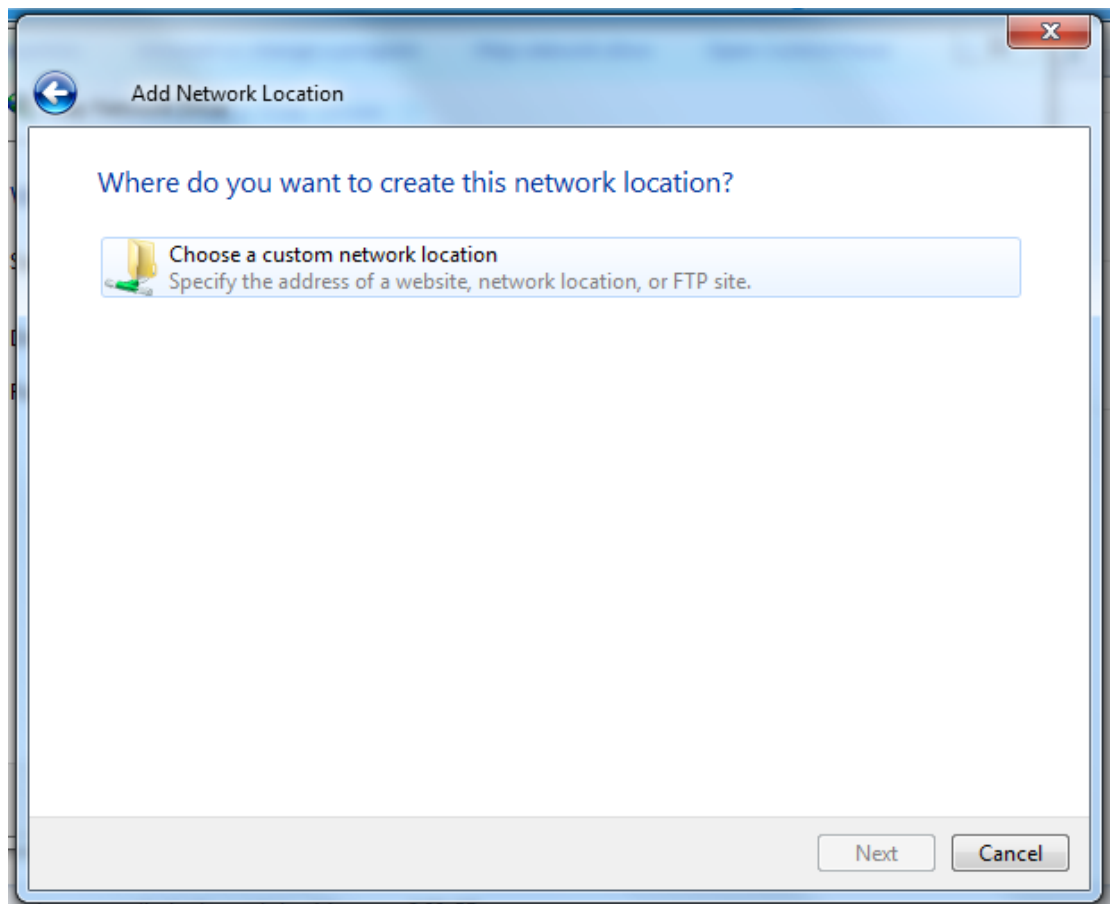 Add Network Location
Where do you want to create this network location?
Choose a custom network location
Specify the address of a website, network location, or FTP site.
Next
Cancel